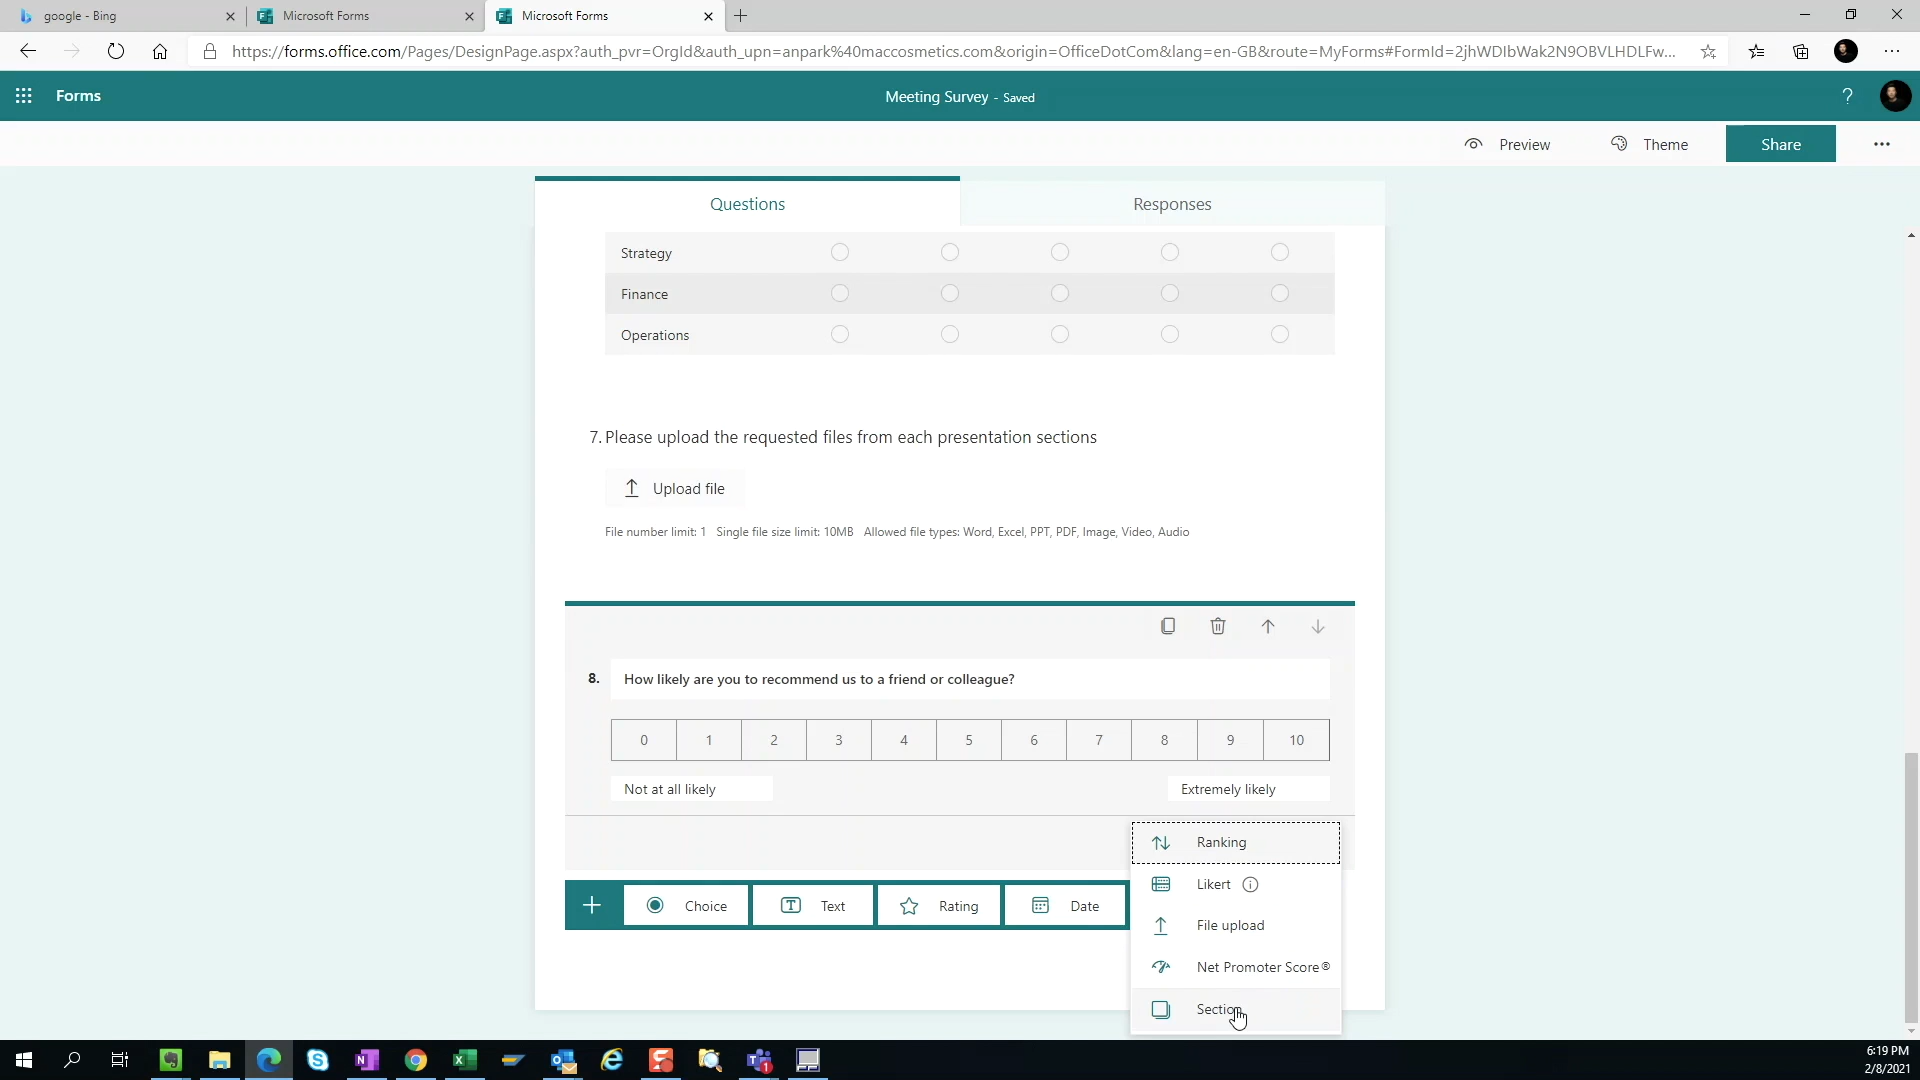 google - Bing
Microsoft Forms
Microsoft Forms
https://forms.office.com/Pages/DesignPage.aspx?auth_pvr=OrgId&auth_upn=anpark%40maccosmetics.com&origin=OfficeDotCom&lang=en-GB&route=MyForms#FormId=2jhWDIbWak2N9OBVLHDLFw...
Forms
Meeting Survey - Saved
?
Preview
Theme
Share
Questions
Responses
Strategy
Finance
Operations
7. Please upload the requested files from each presentation sections
Upload file
File number limit: 1 Single file size limit: 10MB Allowed file types: Word, Excel, PPT, PDF, Image, Video, Audio
8. How likely are you to recommend us to a friend or colleague?
0 1 2 3 4 5 6 7 8 9 10
Not at all likely
Extremely likely
Ranking
Likert
File upload
Net Promoter Score®
Section
Choice
Text
Rating
Date
6:19 PM
2/8/2021